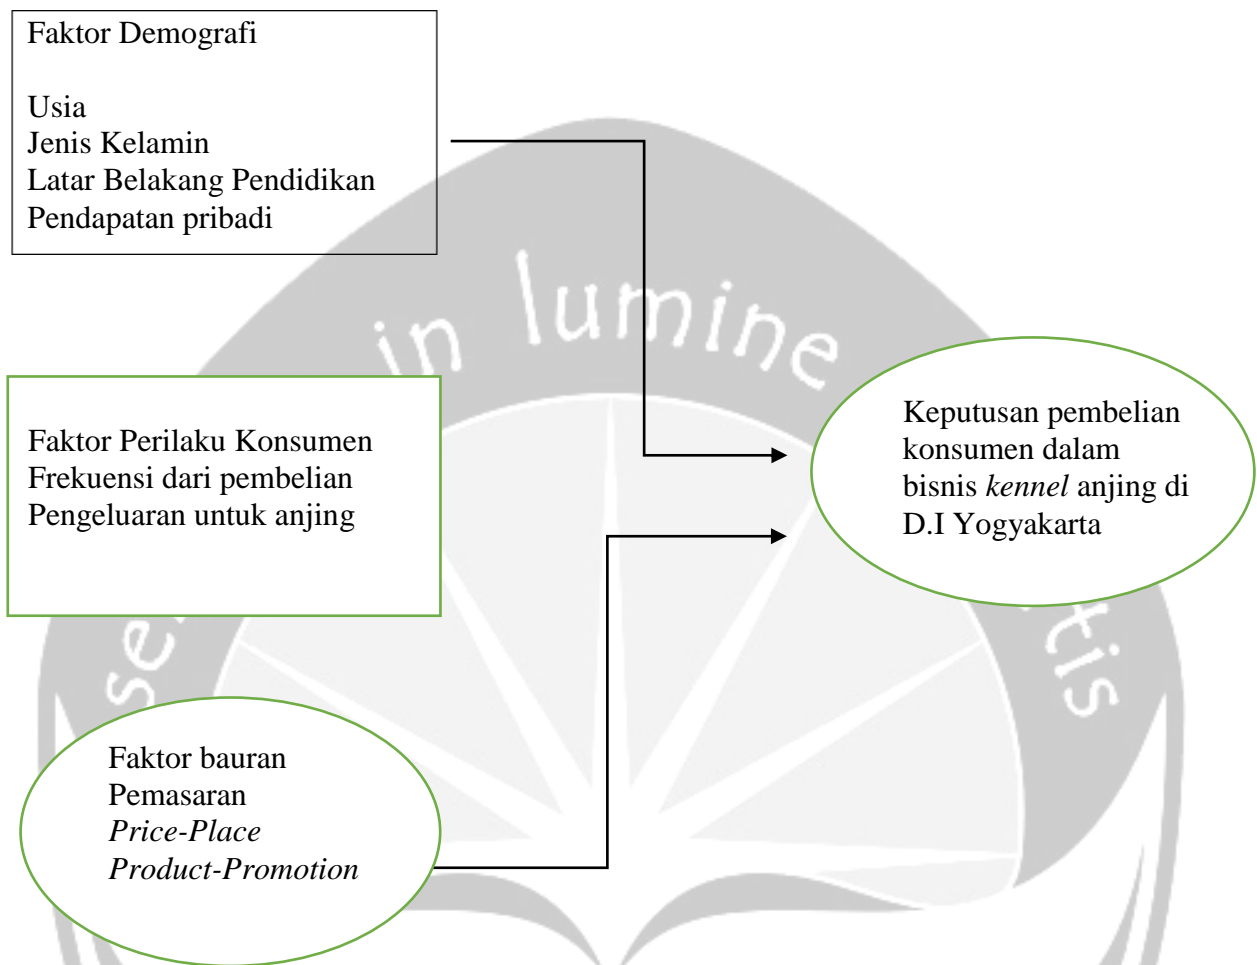 Faktor Demografi
Usia
Jenis Kelamin
Latar Belakang Pendidikan
Pendapatan pribadi
in lumine
Faktor Perilaku Konsumen
Frekuensi dari pembelian
Pengeluaran untuk anjing
Keputusan pembelian
konsumen dalam
bisnis kennel anjing di
D.I Yogyakarta
Faktor bauran
Pemasaran
Price-Place
Product-Promotion